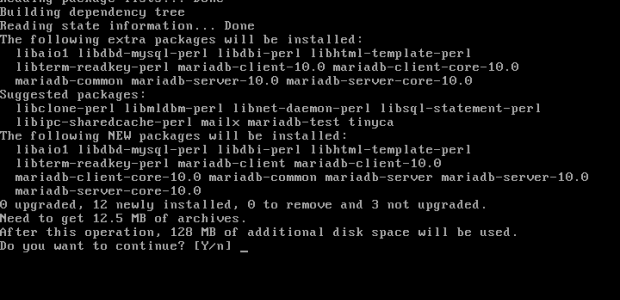 Reading package lists... Done
Building dependency tree
Reading state information... Done
The following extra packages will be installed:
libaio1 libdbd-mysql-perl libdbi-perl libhtml-template-perl
libterm-readkey-perl mariadb-client-10.0 mariadb-client-core-10.0
mariadb-common mariadb-server-10.0 mariadb-server-core-10.0
Suggested packages:
libclone-perl libmldbm-perl libnet-daemon-perl libsql-statement-perl
libipc-sharedcache-perl mailx mariadb-test tinyca
The following NEW packages will be installed:
libaio1 libdbd-mysql-perl libdbi-perl libhtml-template-perl
libterm-readkey-perl mariadb-client mariadb-client-10.0
mariadb-client-core-10.0 mariadb-common mariadb-server mariadb-server-10.0
mariadb-server-core-10.0
0 upgraded, 12 newly installed, 0 to remove and 3 not upgraded.
Need to get 12.5 MB of archives.
After this operation, 128 MB of additional disk space will be used.
Do you want to continue? [Y/n] _